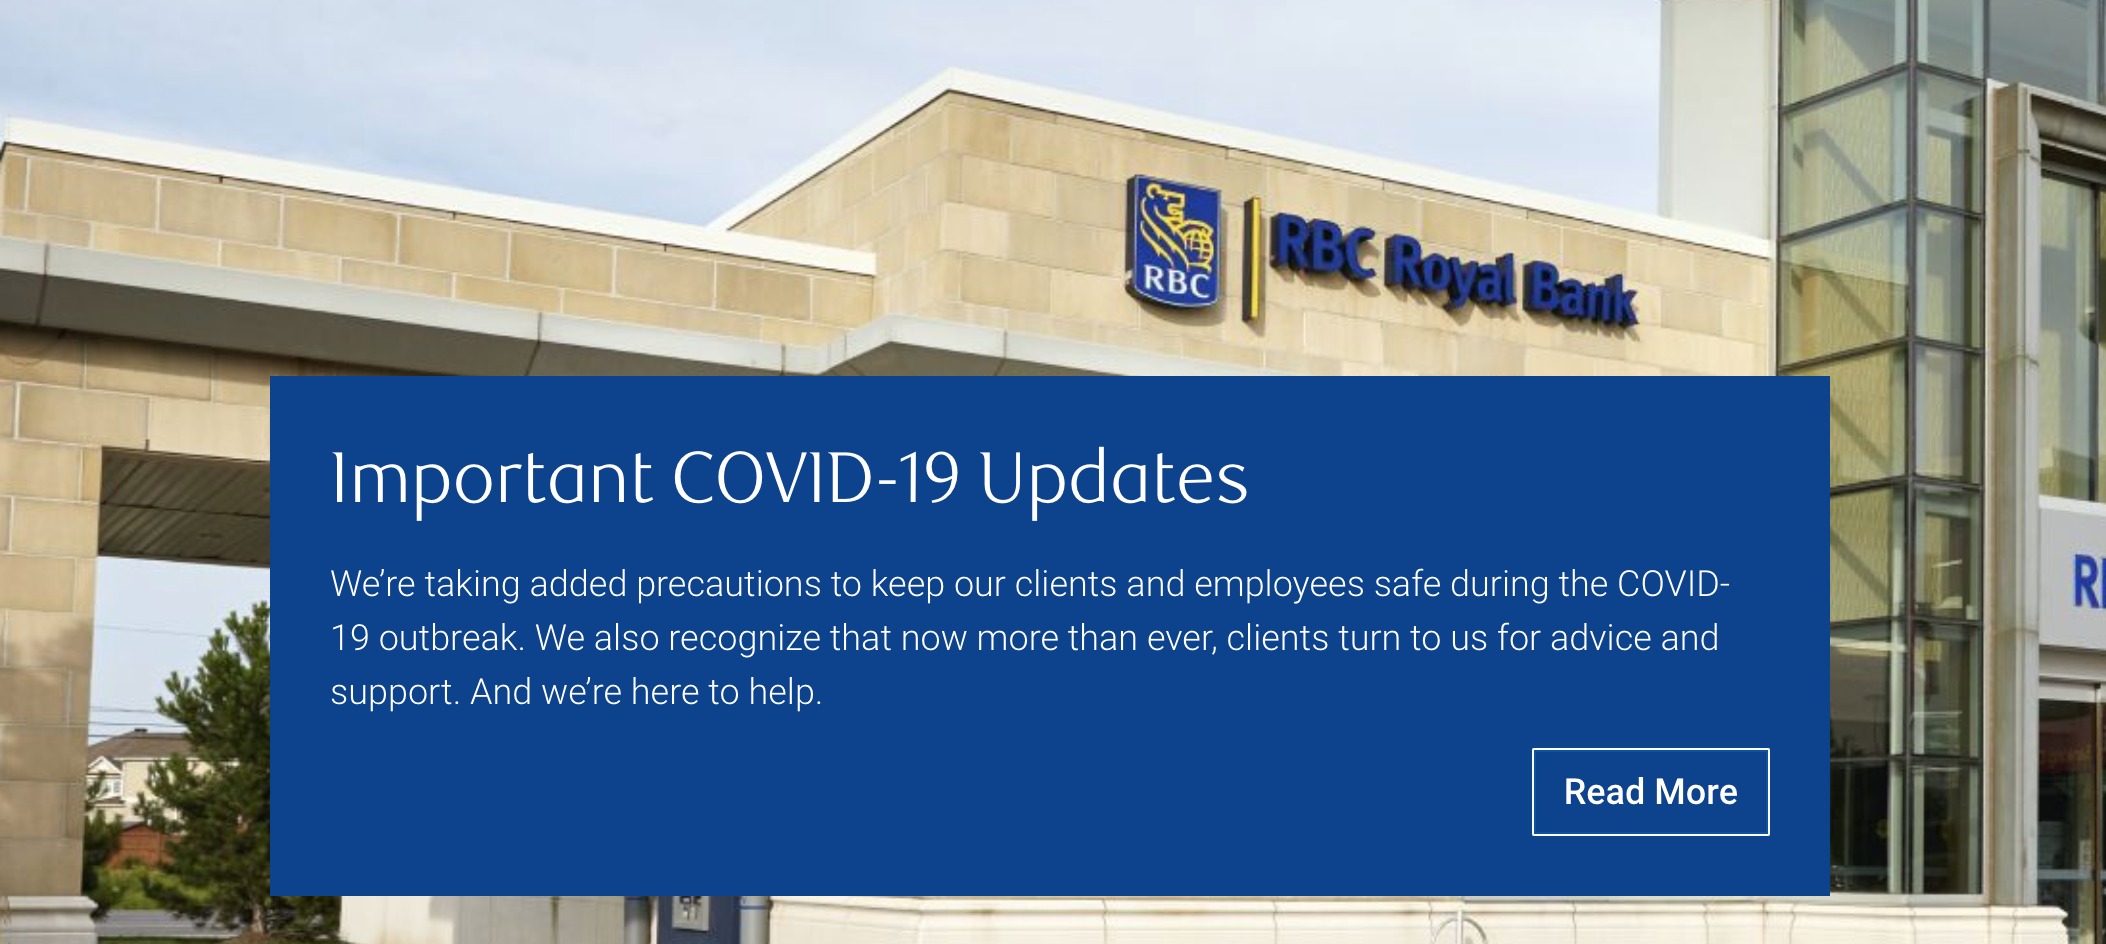 RBC
RBC Royal Bank
Important COVID-19 Updates
We’re taking added precautions to keep our clients and employees safe during the COVID-
19 outbreak. We also recognize that now more than ever, clients turn to us for advice and
support. And we’re here to help.
Read More